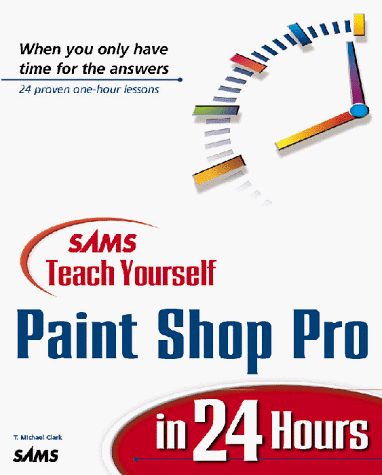 When you only have
time for the answers
24 proven one-hour lessons
SAMS
Teach Yourself
Paint Shop Pro
in 24 Hours
T. Michael Clark
SAMS